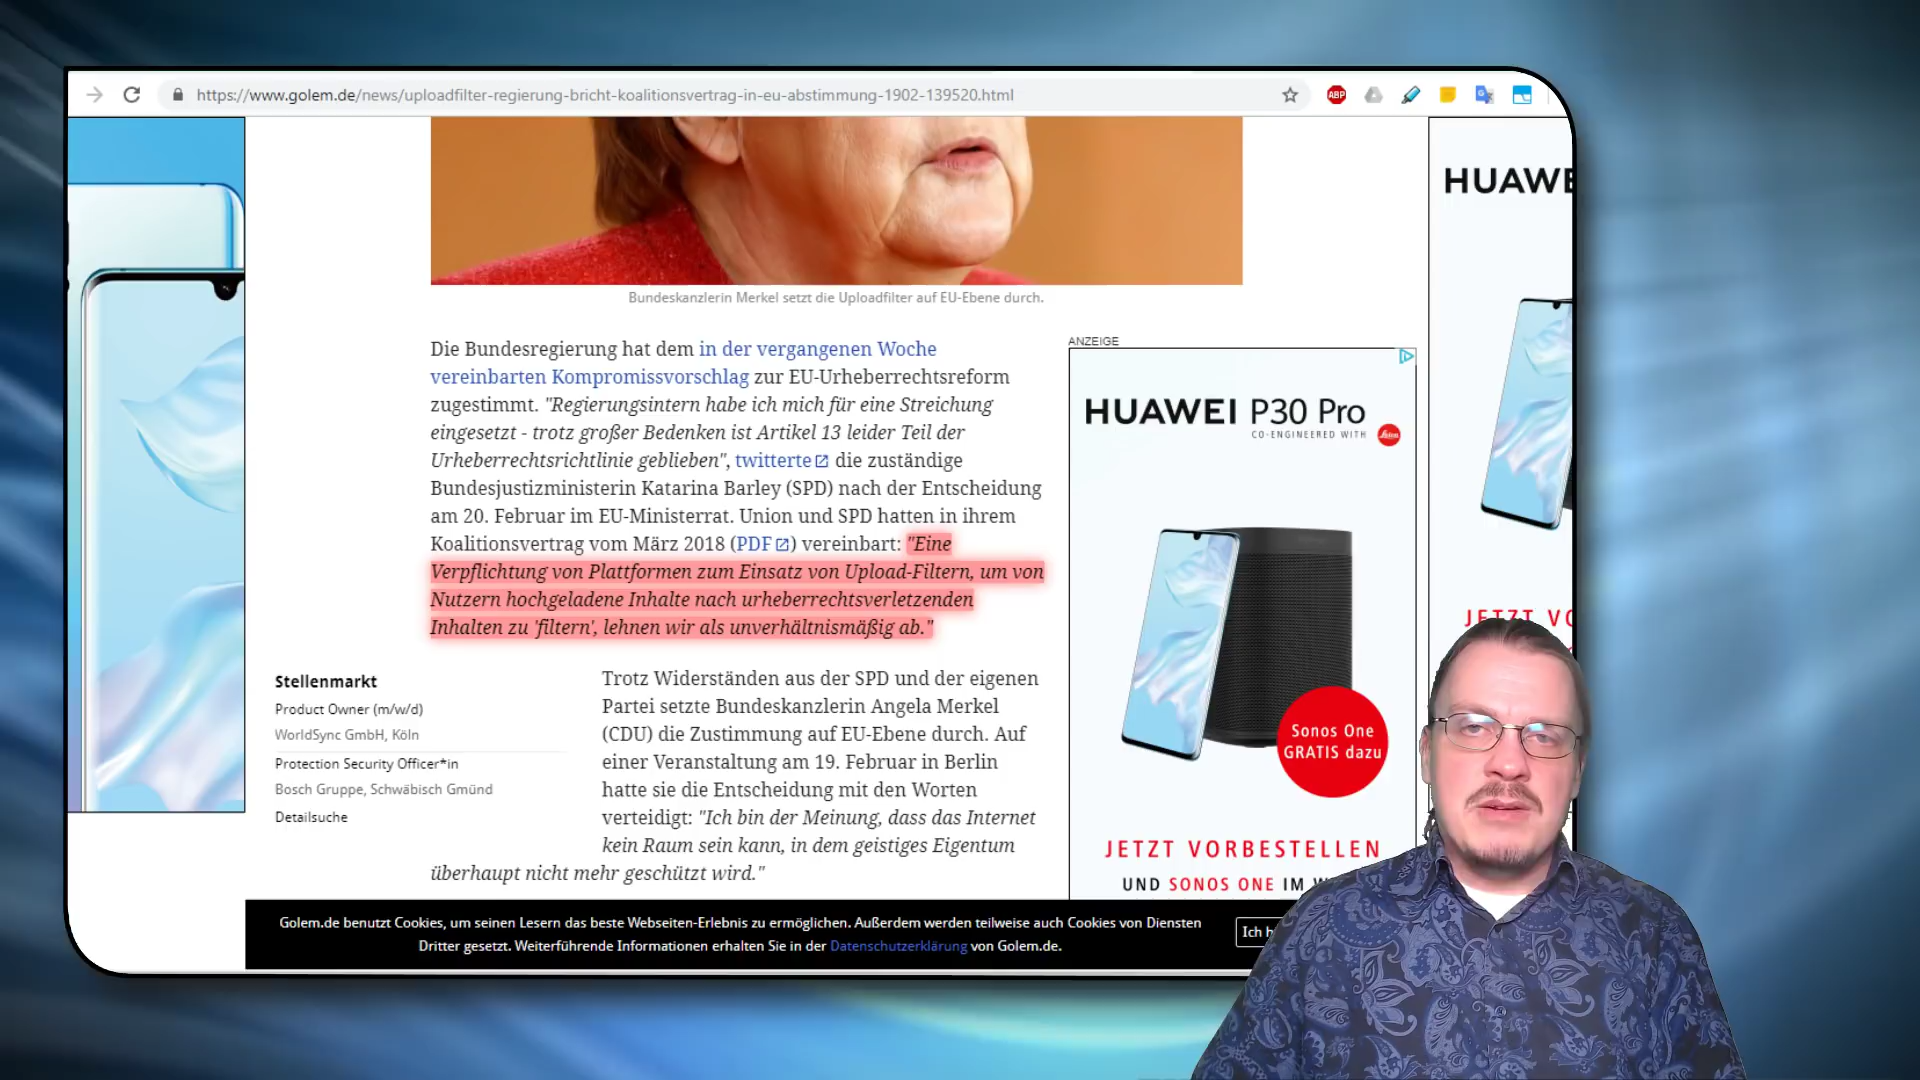 https://www.golem.de/news/uploadfilter-regierung-bricht-koalitionsvertrag-in-eu-abstimmung-1902-139520.html
ABP
Bundeskanzlerin Merkel setzt die Uploadfilter auf EU-Ebene durch.
Die Bundesregierung hat dem in der vergangenen Woche
vereinbarten Kompromissvorschlag zur EU-Urheberrechtsreform
zugestimmt. "Regierungsintern habe ich mich für eine Streichung
eingesetzt - trotz großer Bedenken ist Artikel 13 leider Teil der
Urheberrechtsrichtlinie geblieben", twitterte die zuständige
Bundesjustizministerin Katarina Barley (SPD) nach der Entscheidung
am 20. Februar im EU-Ministerrat. Union und SPD hatten in ihrem
Koalitionsvertrag vom März 2018 (PDF) vereinbart: "Eine
Verpflichtung von Plattformen zum Einsatz von Upload-Filtern, um von
Nutzern hochgeladene Inhalte nach urheberrechtsverletzenden
Inhalten zu 'filtern', lehnen wir als unverhältnismäßig ab."
Trotz Widerständen aus der SPD und der eigenen
Partei setzte Bundeskanzlerin Angela Merkel
(CDU) die Zustimmung auf EU-Ebene durch. Auf
einer Veranstaltung am 19. Februar in Berlin
hatte sie die Entscheidung mit den Worten
verteidigt: "Ich bin der Meinung, dass das Internet
kein Raum sein kann, in dem geistiges Eigentum
überhaupt nicht mehr geschützt wird."
Stellenmarkt
Product Owner (m/w/d)
WorldSync GmbH, Köln
Protection Security Officer*in
Bosch Gruppe, Schwäbisch Gmünd
Detailsuche
ANZEIGE
HUAWEI P30 Pro
CO-ENGINEERED WITH
Leica
Sonos One
GRATIS dazu
JETZT VORBESTELLEN
UND SONOS ONE IM
HUAWE
JETZT VO
Golem.de benutzt Cookies, um seinen Lesern das beste Webseiten-Erlebnis zu ermöglichen. Außerdem werden teilweise auch Cookies von Diensten
Dritter gesetzt. Weiterführende Informationen erhalten Sie in der Datenschutzerklärung von Golem.de.
Ich